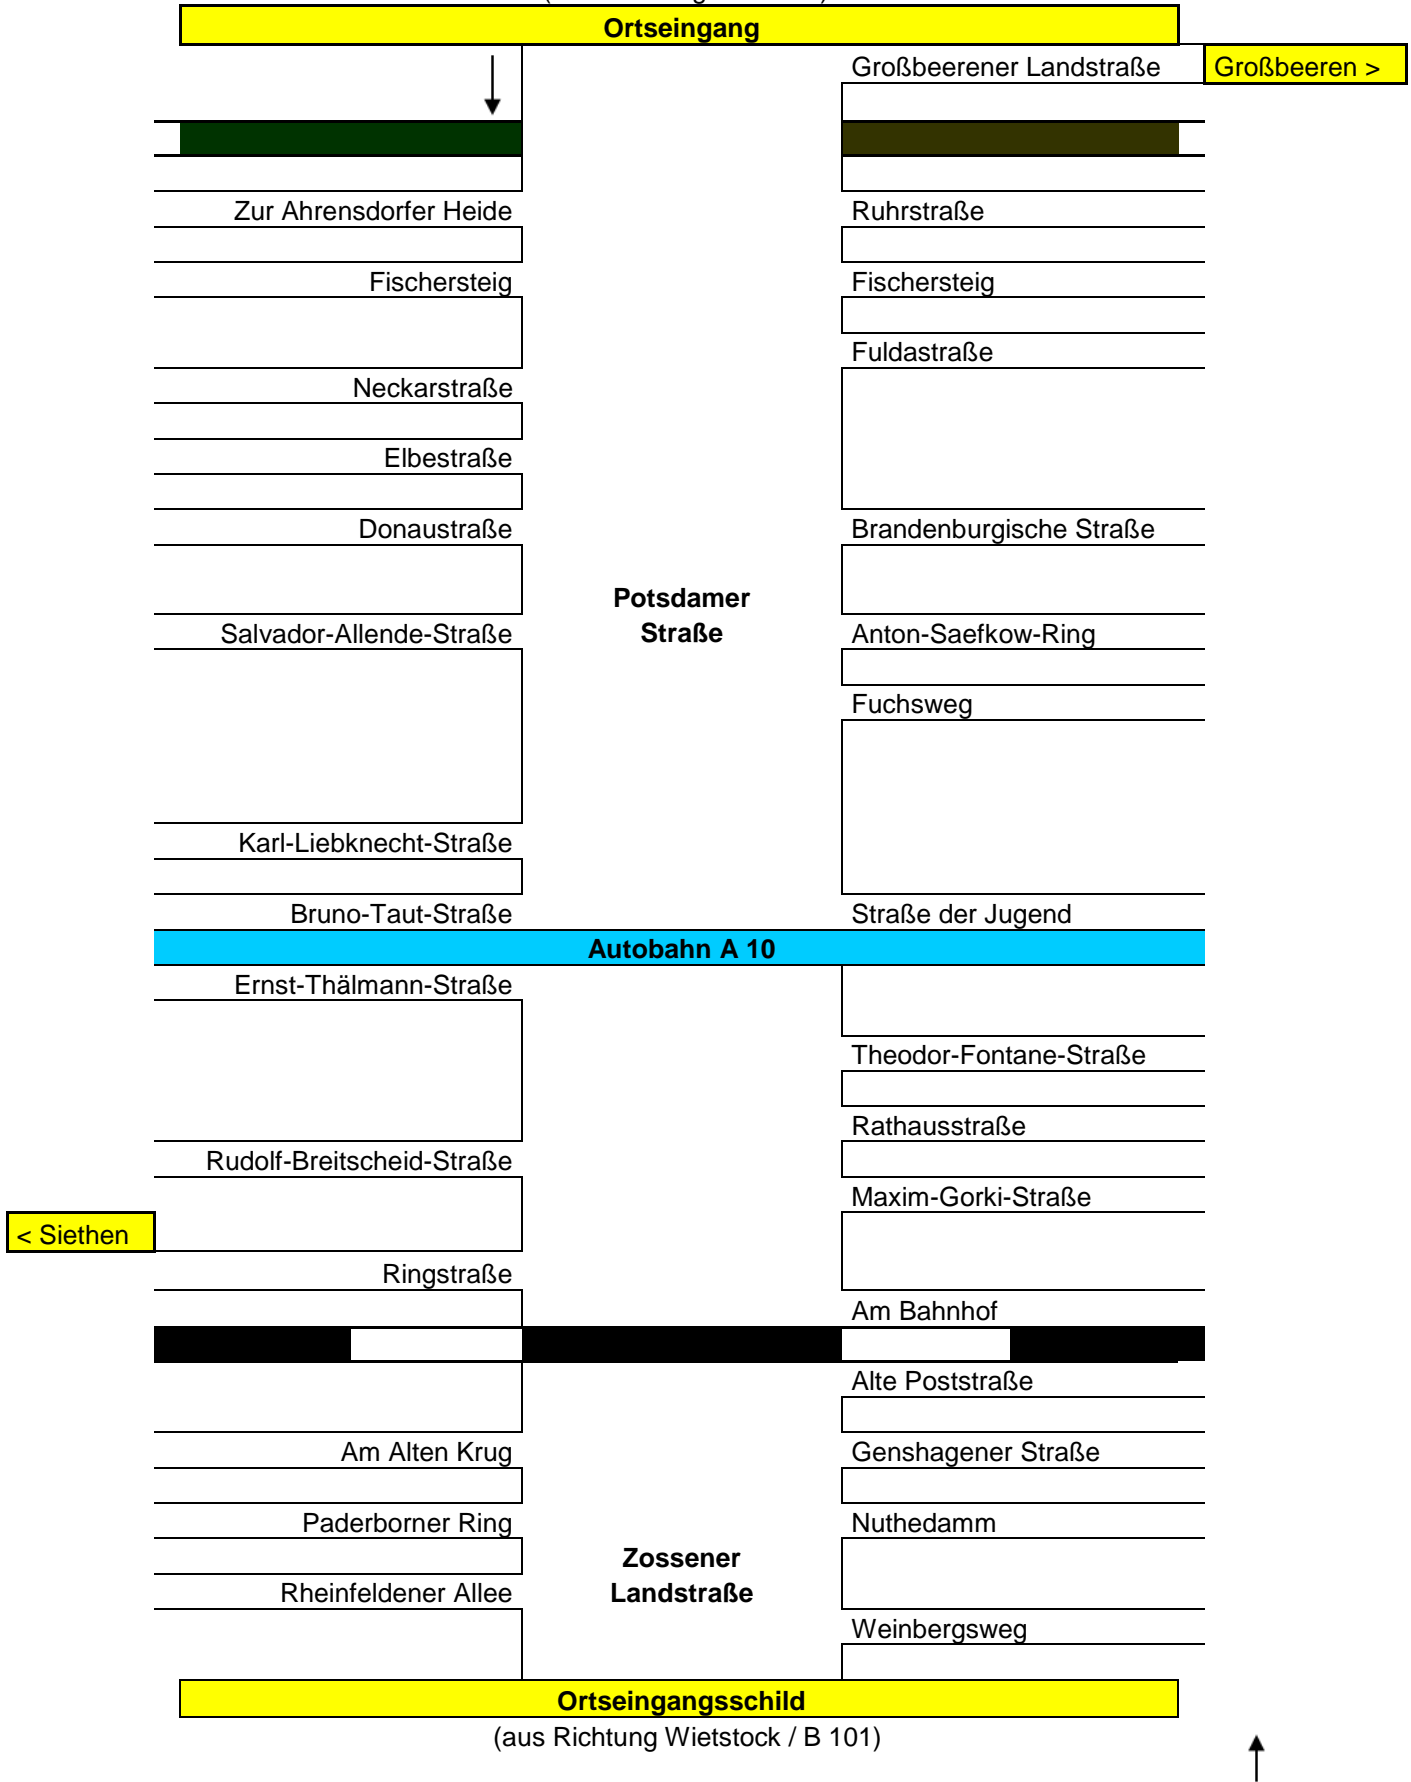 Ortseingang
Großbeerener Landstraße Großbeeren >
Zur Ahrensdorfer Heide Ruhrstraße
Fischersteig Fischersteig
Fuldastraße
Neckarstraße
Elbestraße
Donaustraße Brandenburgische Straße
Potsdamer
Salvador-Allende-Straße Straße Anton-Saefkow-Ring
Fuchsweg
Karl-Liebknecht-Straße
Bruno-Taut-Straße Straße der Jugend
Autobahn A 10
Ernst-Thälmann-Straße
Theodor-Fontane-Straße
Rathausstraße
Rudolf-Breitscheid-Straße
Maxim-Gorki-Straße
< Siethen
Ringstraße
Am Bahnhof
Alte Poststraße
Am Alten Krug Genshagener Straße
Paderborner Ring Nuthedamm
Zossener
Rheinfeldener Allee Landstraße
Weinbergsweg
Ortseingangsschild
(aus Richtung Wietstock / B 101)